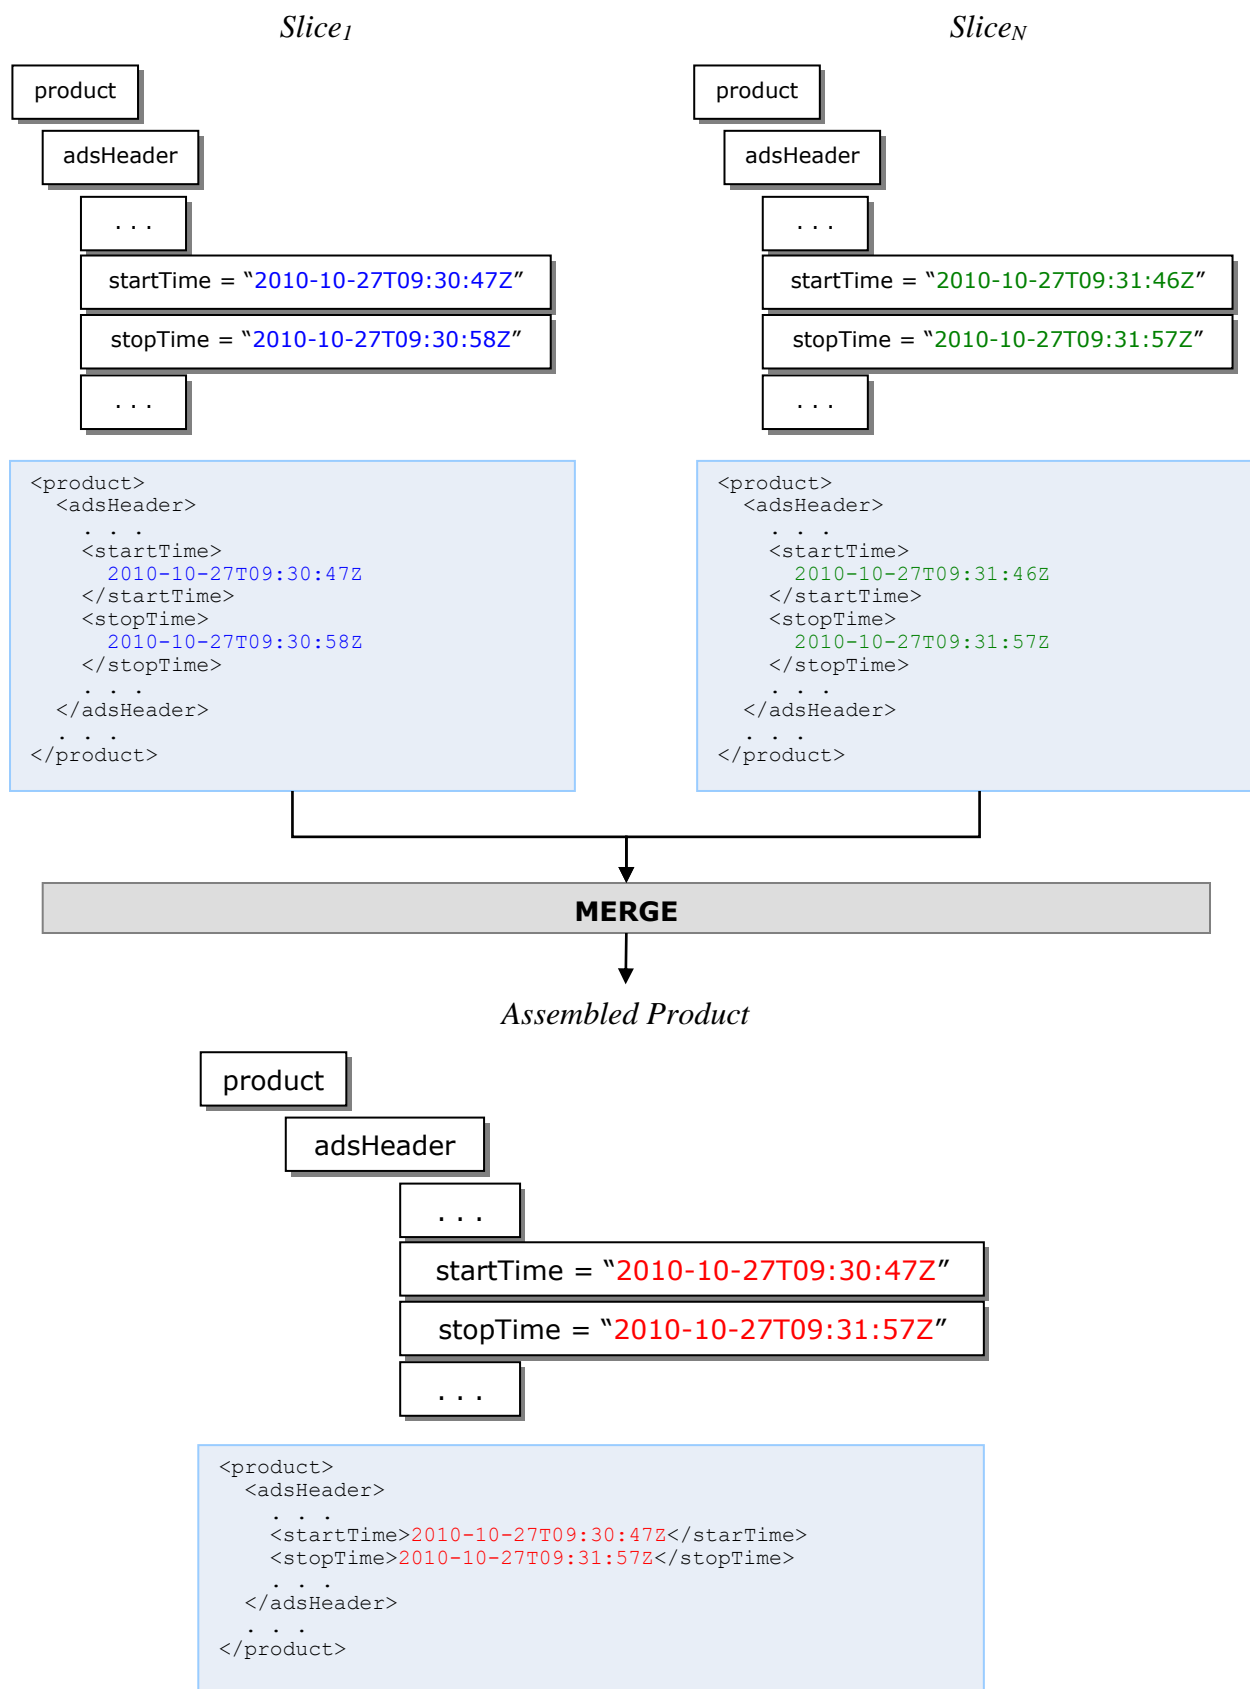 Slice1
product
adsHeader
. . .
startTime = “2010-10-27T09:30:47Z”
stopTime = “2010-10-27T09:30:58Z”
. . .
<product>
<adsHeader>
. . .
<startTime>
2010-10-27T09:30:47Z
</startTime>
<stopTime>
2010-10-27T09:30:58Z
</stopTime>
. . .
</adsHeader>
. . .
</product>
SliceN
product
adsHeader
. . .
startTime = “2010-10-27T09:31:46Z”
stopTime = “2010-10-27T09:31:57Z”
. . .
<product>
<adsHeader>
. . .
<startTime>
2010-10-27T09:31:46Z
</startTime>
<stopTime>
2010-10-27T09:31:57Z
</stopTime>
. . .
</adsHeader>
. . .
</product>
MERGE
Assembled Product
product
adsHeader
. . .
startTime = “2010-10-27T09:30:47Z”
stopTime = “2010-10-27T09:31:57Z”
. . .
<product>
<adsHeader>
. . .
<startTime>2010-10-27T09:30:47Z</starTime>
<stopTime>2010-10-27T09:31:57Z</stopTime>
. . .
</adsHeader>
. . .
</product>